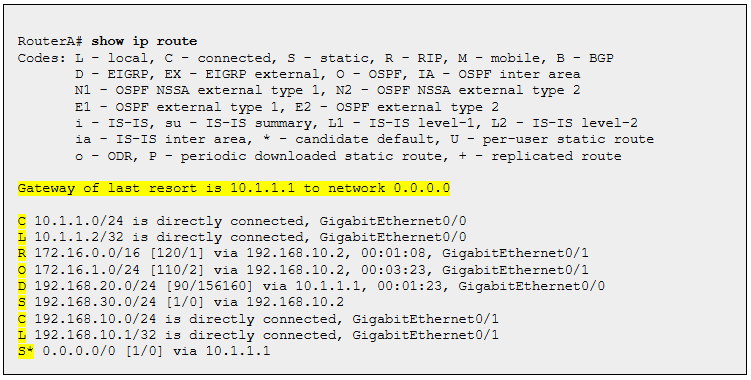 RouterA# show ip route
Codes: L - local, C - connected, S - static, R - RIP, M - mobile, B - BGP
D - EIGRP, EX - EIGRP external, O - OSPF, IA - OSPF inter area
N1 - OSPF NSSA external type 1, N2 - OSPF NSSA external type 2
E1 - OSPF external type 1, E2 - OSPF external type 2
i - IS-IS, su - IS-IS summary, L1 - IS-IS level-1, L2 - IS-IS level-2
ia - IS-IS inter area, * - candidate default, U - per-user static route
o - ODR, P - periodic downloaded static route, + - replicated route
Gateway of last resort is 10.1.1.1 to network 0.0.0.0
C 10.1.1.0/24 is directly connected, GigabitEthernet0/0
L 10.1.1.2/32 is directly connected, GigabitEthernet0/0
R 172.16.0.0/16 [120/1] via 192.168.10.2, 00:01:08, GigabitEthernet0/1
O 172.16.1.0/24 [110/2] via 192.168.10.2, 00:03:23, GigabitEthernet0/1
D 192.168.20.0/24 [90/156160] via 10.1.1.1, 00:01:23, GigabitEthernet0/0
S 192.168.30.0/24 [1/0] via 192.168.10.2
C 192.168.10.0/24 is directly connected, GigabitEthernet0/1
L 192.168.10.1/32 is directly connected, GigabitEthernet0/1
S* 0.0.0.0/0 [1/0] via 10.1.1.1